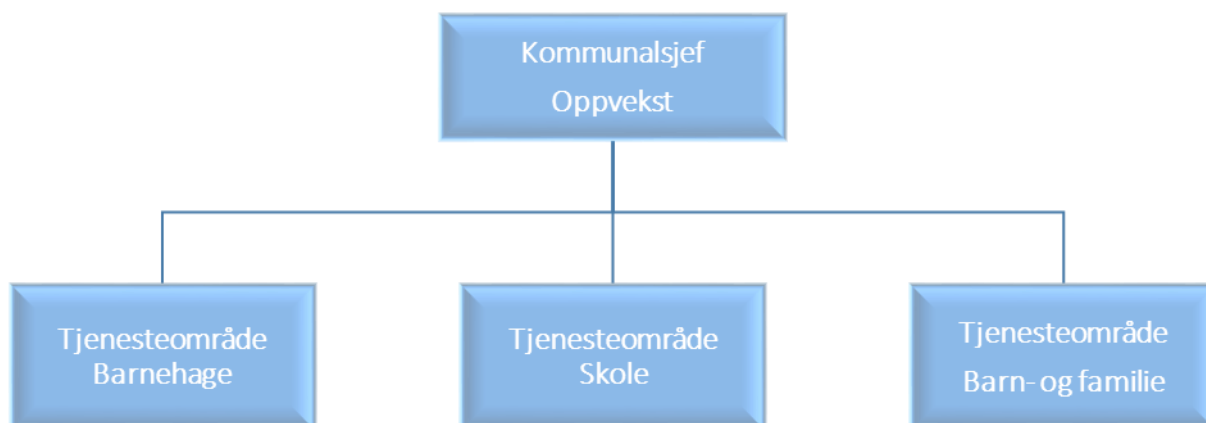 Kommunalsjef
Oppvekst
Tjenesteområde
Barnehage
Tjenesteområde
Skole
Tjenesteområde
Barn- og familie